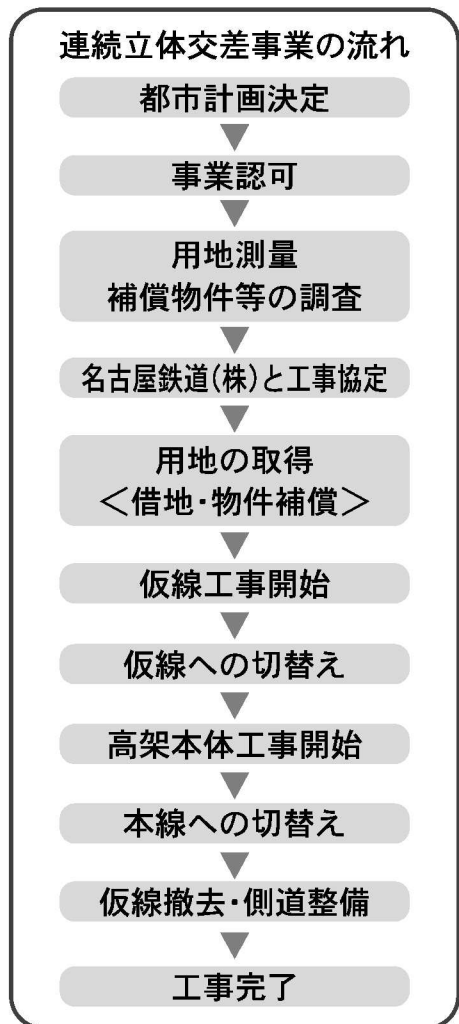 連続立体交差事業の流れ
都市計画決定
事業認可
用地測量
補償物件等の調査
名古屋鉄道(株)と工事協定
用地の取得
＜借地・物件補償＞
仮線工事開始
仮線への切替え
高架本体工事開始
本線への切替え
仮線撤去・側道整備
工事完了